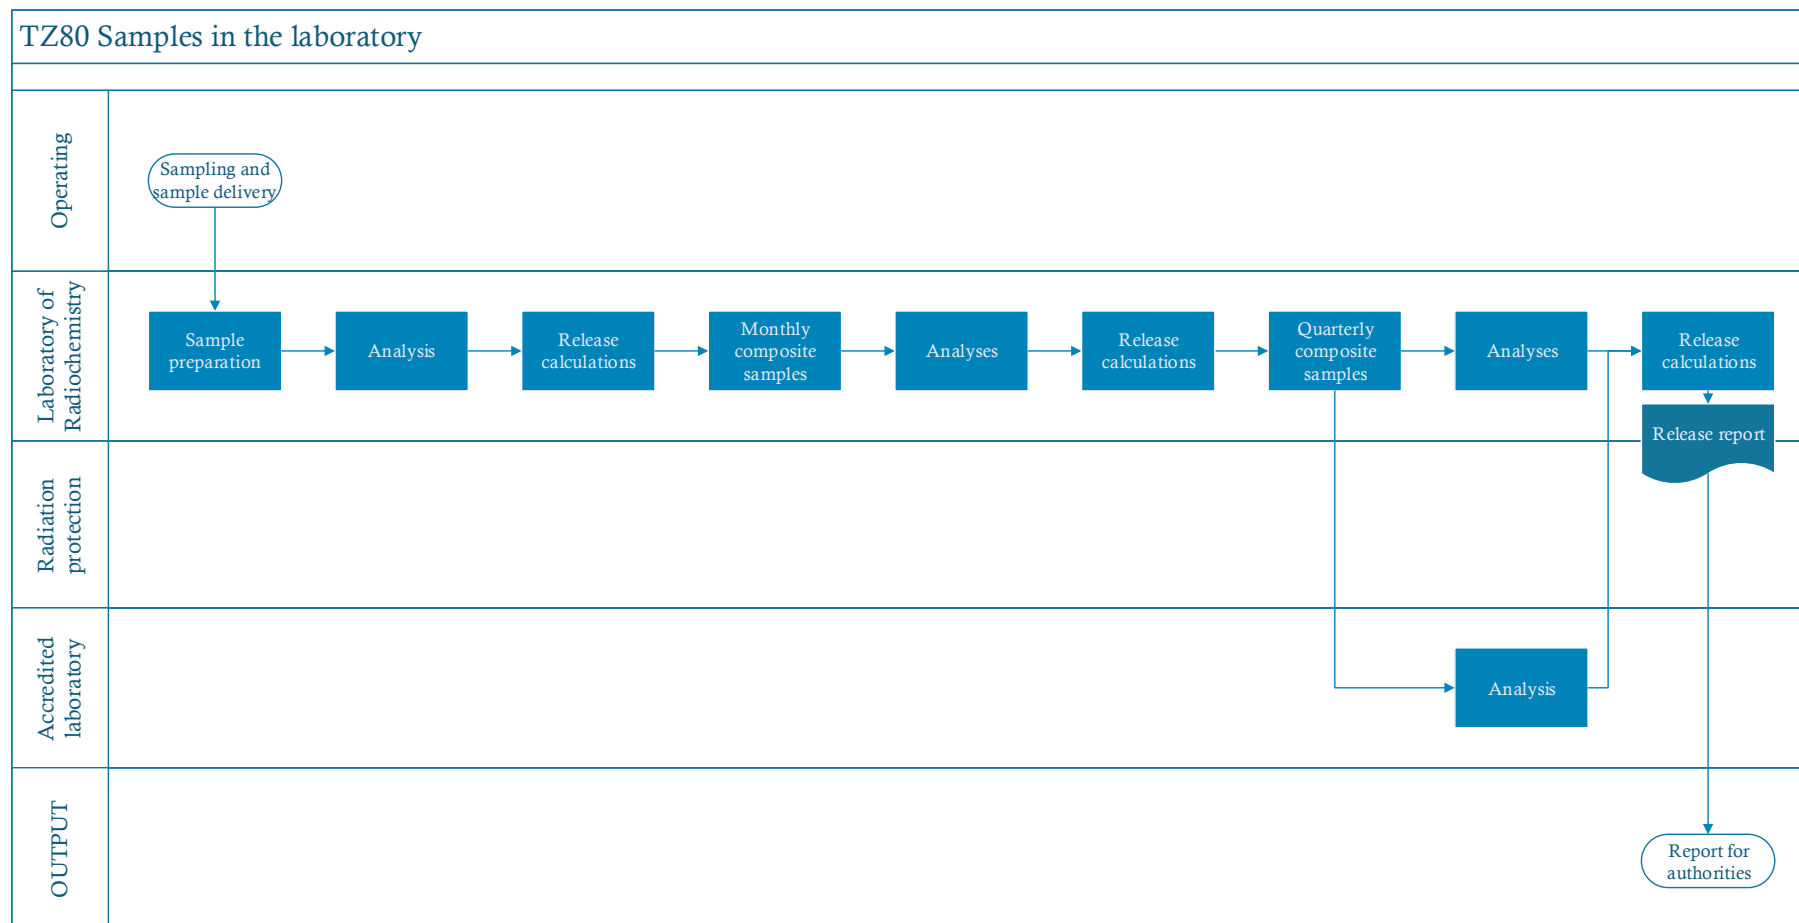 TZ80 Samples in the laboratory
Operating
Sampling and
sample delivery
Laboratory of
Radiochemistry
Sample
preparation
Analysis
Release
calculations
Monthly
composite
samples
Analyses
Release
calculations
Quarterly
composite
samples
Analyses
Release
calculations
Release report
Radiation
protection
Accredited
laboratory
Analysis
OUTPUT
Report for
authorities